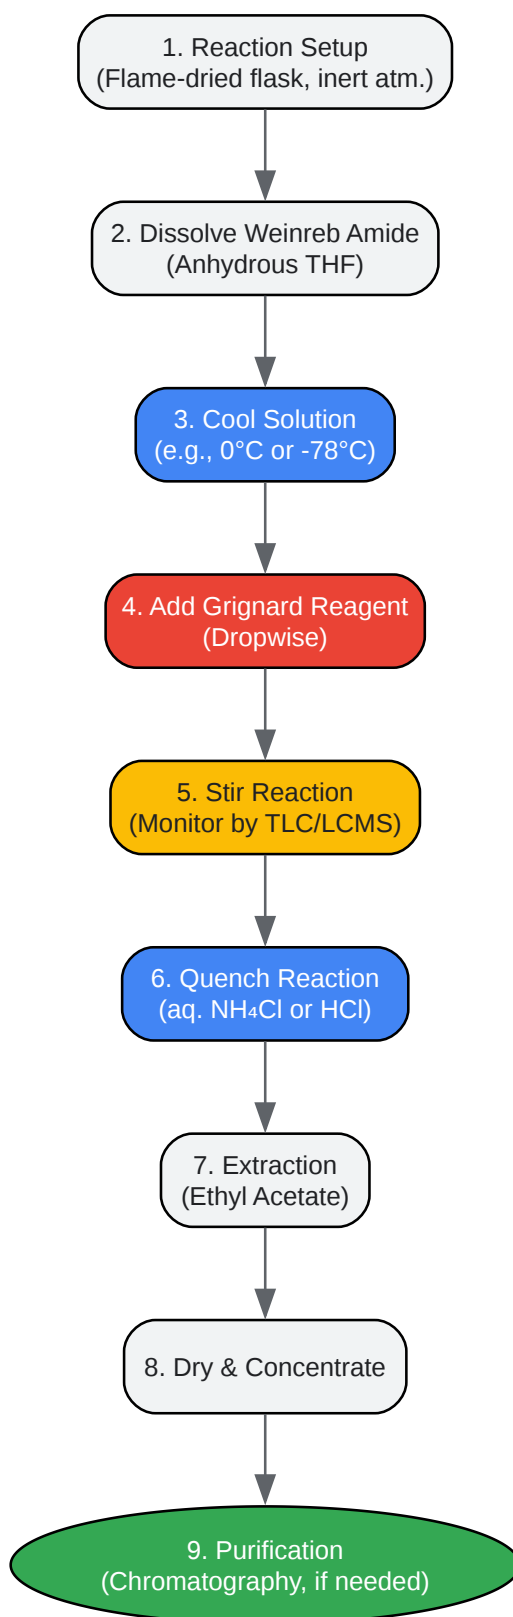 1. Reaction Setup
(Flame-dried flask, inert atm.)
2. Dissolve Weinreb Amide
(Anhydrous THF)
3. Cool Solution
(e.g., 0°C or -78°C)
4. Add Grignard Reagent
(Dropwise)
5. Stir Reaction
(Monitor by TLC/LCMS)
6. Quench Reaction
(aq. NH₄Cl or HCl)
7. Extraction
(Ethyl Acetate)
8. Dry & Concentrate
9. Purification
(Chromatography, if needed)